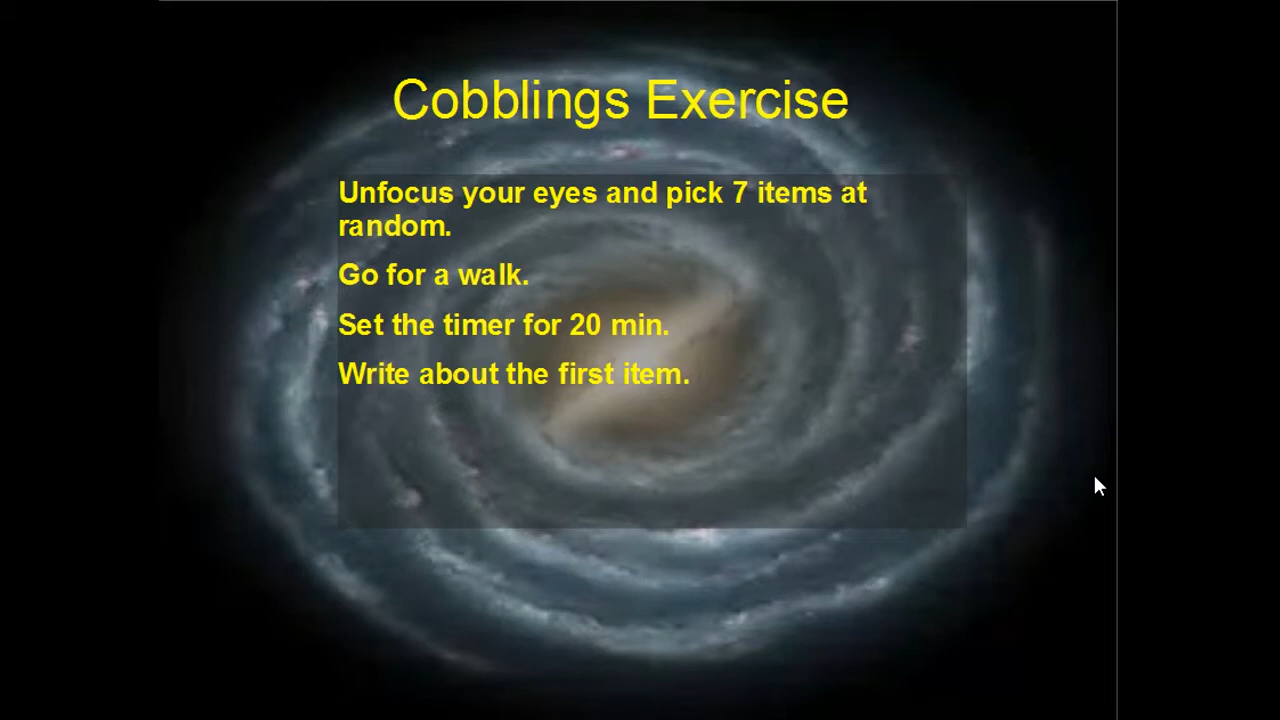 Cobblings Exercise
Unfocus your eyes and pick 7 items at
random.
Go for a walk.
Set the timer for 20 min.
Write about the first item.